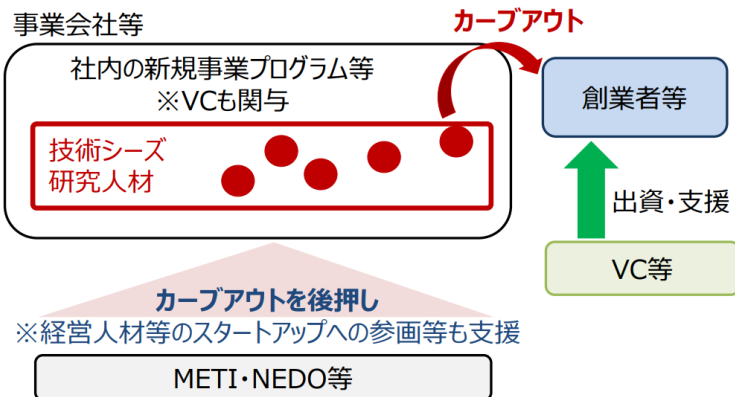 事業会社等
カーブアウト
社内の新規事業プログラム等
※VCも関与
創業者等
技術シーズ
研究人材
出資・支援
VC等
カーブアウトを後押し
※経営人材等のスタートアップへの参画等も支援
METI・NEDO等